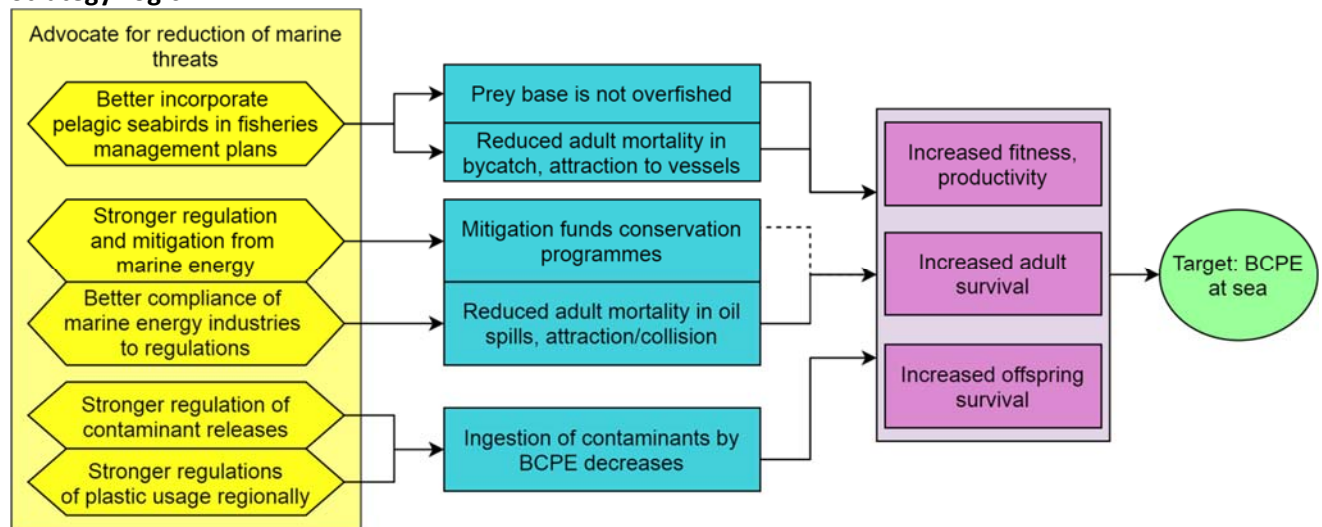 Advocate for reduction of marine
threats
Better incorporate
pelagic seabirds in fisheries
management plans
Stronger regulation
and mitigation from
marine energy
Better compliance of
marine energy industries
to regulations
Stronger regulation of
contaminant releases
Stronger regulations
of plastic usage regionally
Prey base is not overfished
Reduced adult mortality in
bycatch, attraction to vessels
Mitigation funds conservation
programmes
Reduced adult mortality in oil
spills, attraction/collision
Ingestion of contaminants by
BCPE decreases
Increased fitness,
productivity
Increased adult
survival
Increased offspring
survival
Target: BCPE
at sea